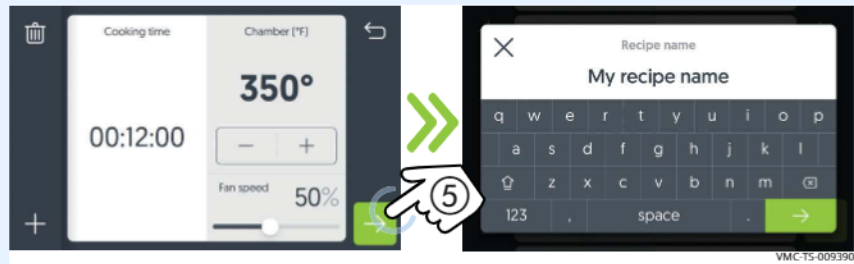 Cooking time
Chamber (°F)
350°
00:12:00
− +
Fan speed
50%
+
5
Recipe name
My recipe name
q w e r t y u i o p
a s d f g h j k l
z x c v b n m
123 , space .
VMC-TS-009390